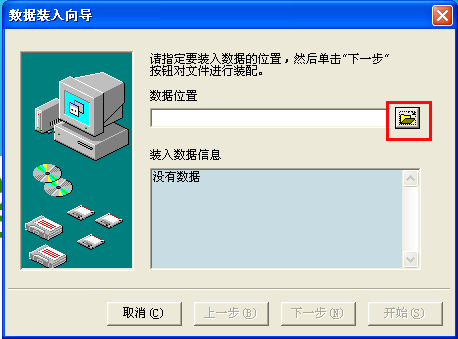 数据装入向导
请指定要装入数据的位置，然后单击“下一步”
按钮对文件进行装配。
数据位置
装入数据信息
没有数据
取消(C) 上一步(B) 下一步(N) 开始(S)